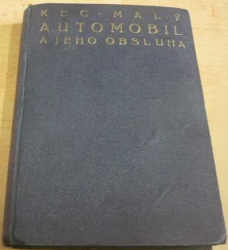 KEC - MALÝ
AUTOMOBIL
A JEHO OBSLUHA